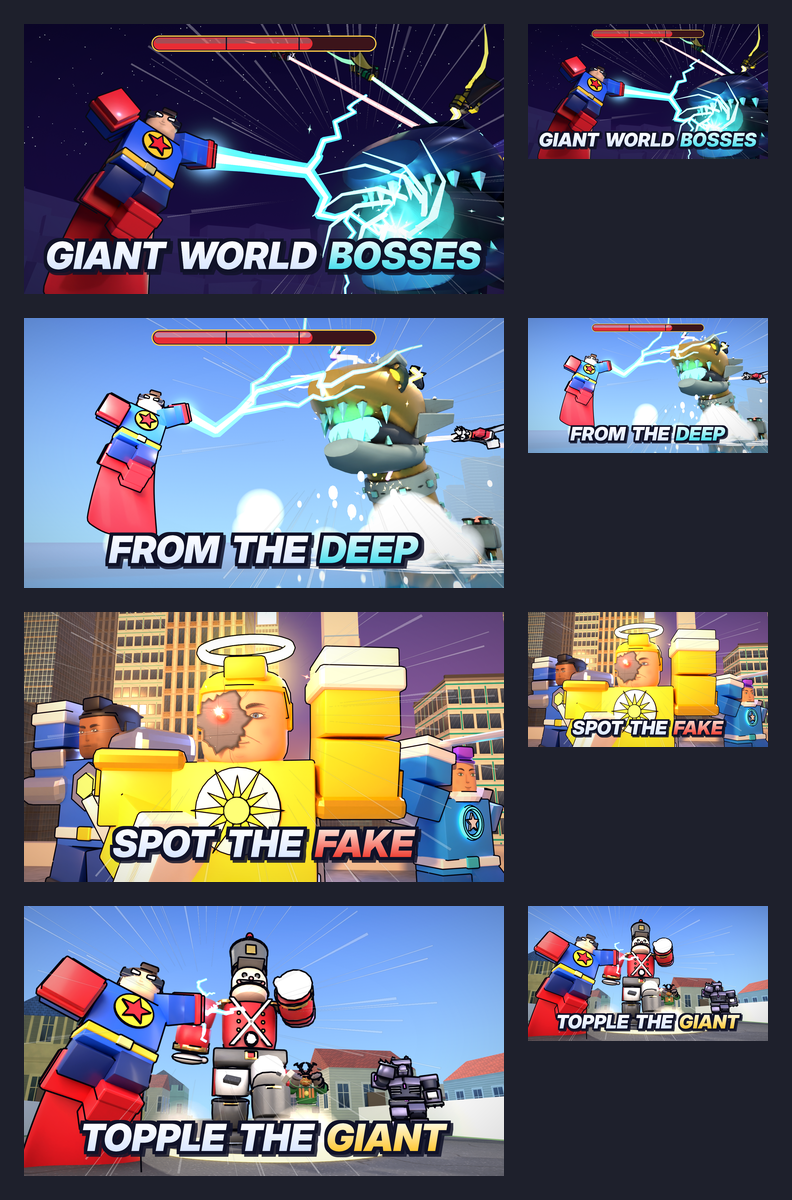 GIANT WORLD BOSSES
GIANT WORLD BOSSES
FROM THE DEEP
FROM THE DEEP
SPOT THE FAKE
SPOT THE FAKE
TOPPLE THE GIANT
TOPPLE THE GIANT